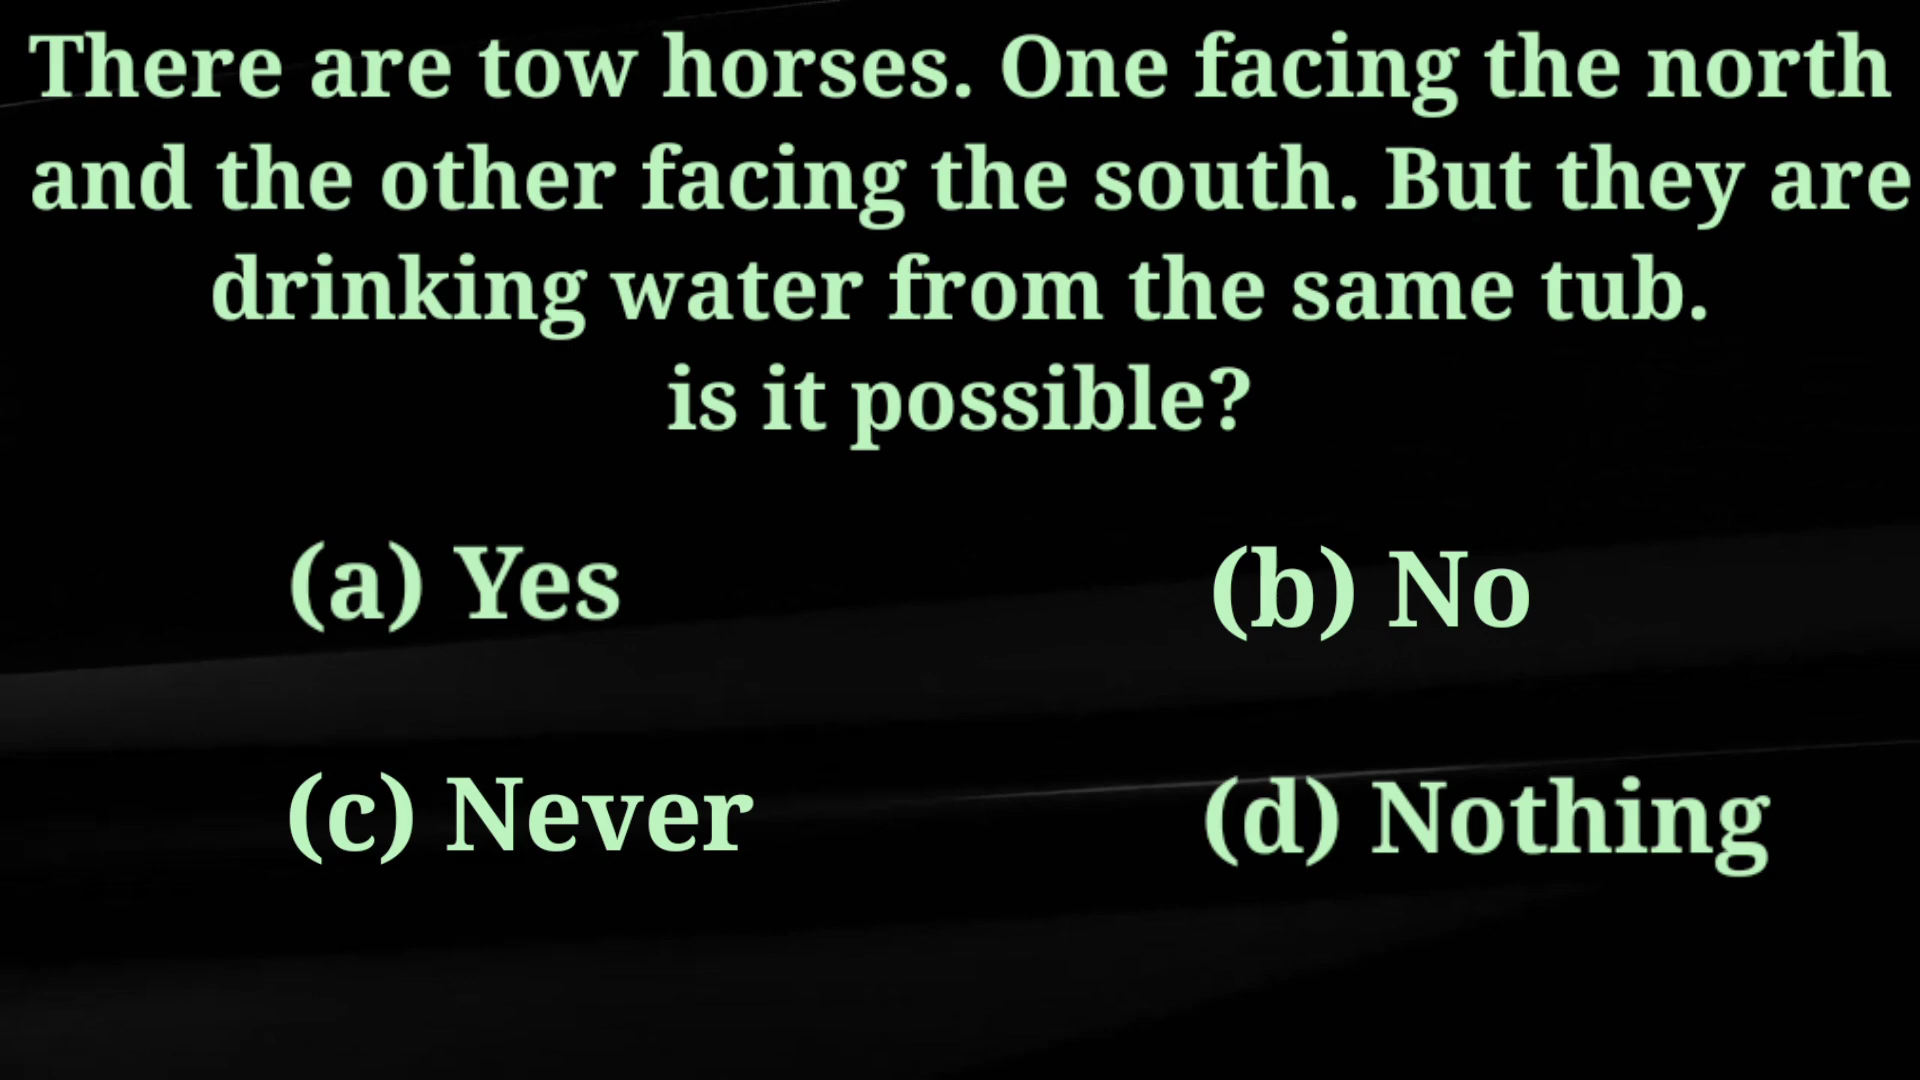 There are tow horses. One facing the north
and the other facing the south. But they are
drinking water from the same tub.
is it possible?
(a) Yes (b) No
(c) Never (d) Nothing